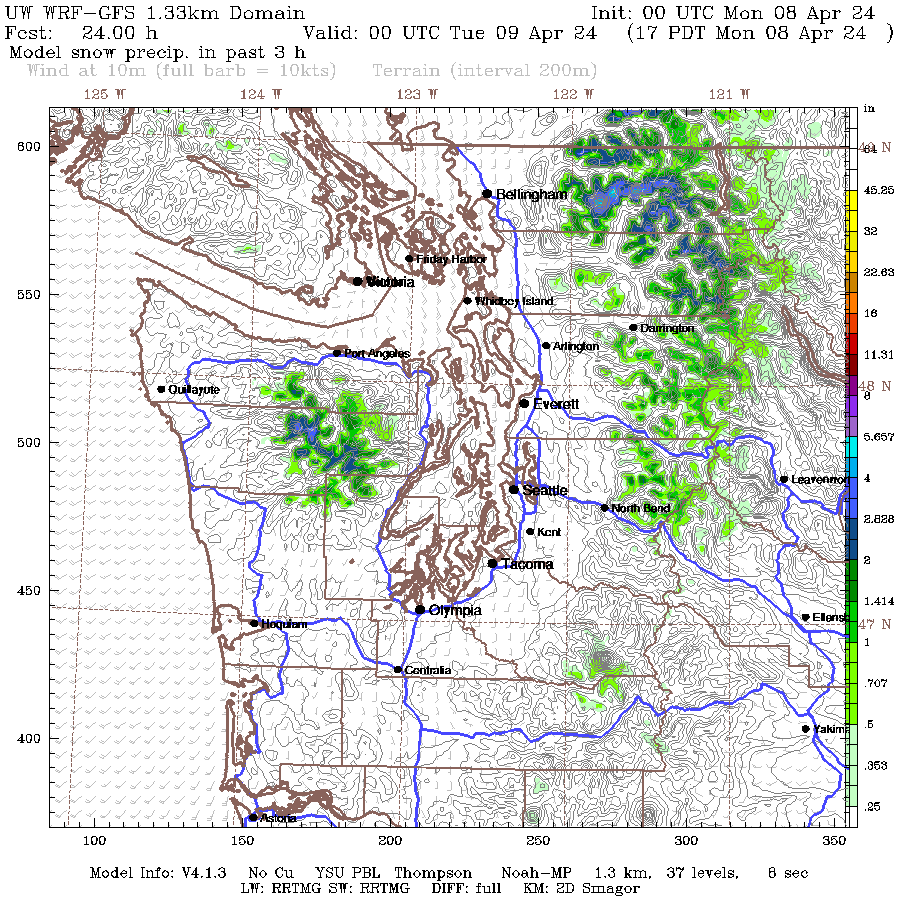 UW WRF-GFS 1.33km Domain Init: 00 UTC Mon 08 Apr 24
Fcst: 24.00 h Valid: 00 UTC Tue 09 Apr 24 (17 PDT Mon 08 Apr 24 )
Model snow precip. in past 3 h
Wind at 10m (full barb = 10kts) Terrain (interval 200m)
125 W 124 W 123 W 122 W 121 W
in
600
64
N
Bellingham
45.25
32
Friday Harbor
22.63
Victoria
550
Whidbey Island
16
Darrington
Arlington
Port Angeles
11.31
48 N
Quillayute
8
Everett
5.657
500
4
Leavenworth
Seattle
North Bend
2.828
Kent
2
Tacoma
450
1.414
Olympia
Ellens
Hoquiam
47 N
1
Centralia
.707
.5
Yakima
400
.353
.25
Astoria
100 150 200 250 300 350
Model Info: V4.1.3 No Cu YSU PBL Thompson Noah-MP 1.3 km, 37 levels, 8 sec
LW: RRTMG SW: RRTMG DIFF: full KM: 2D Smagor